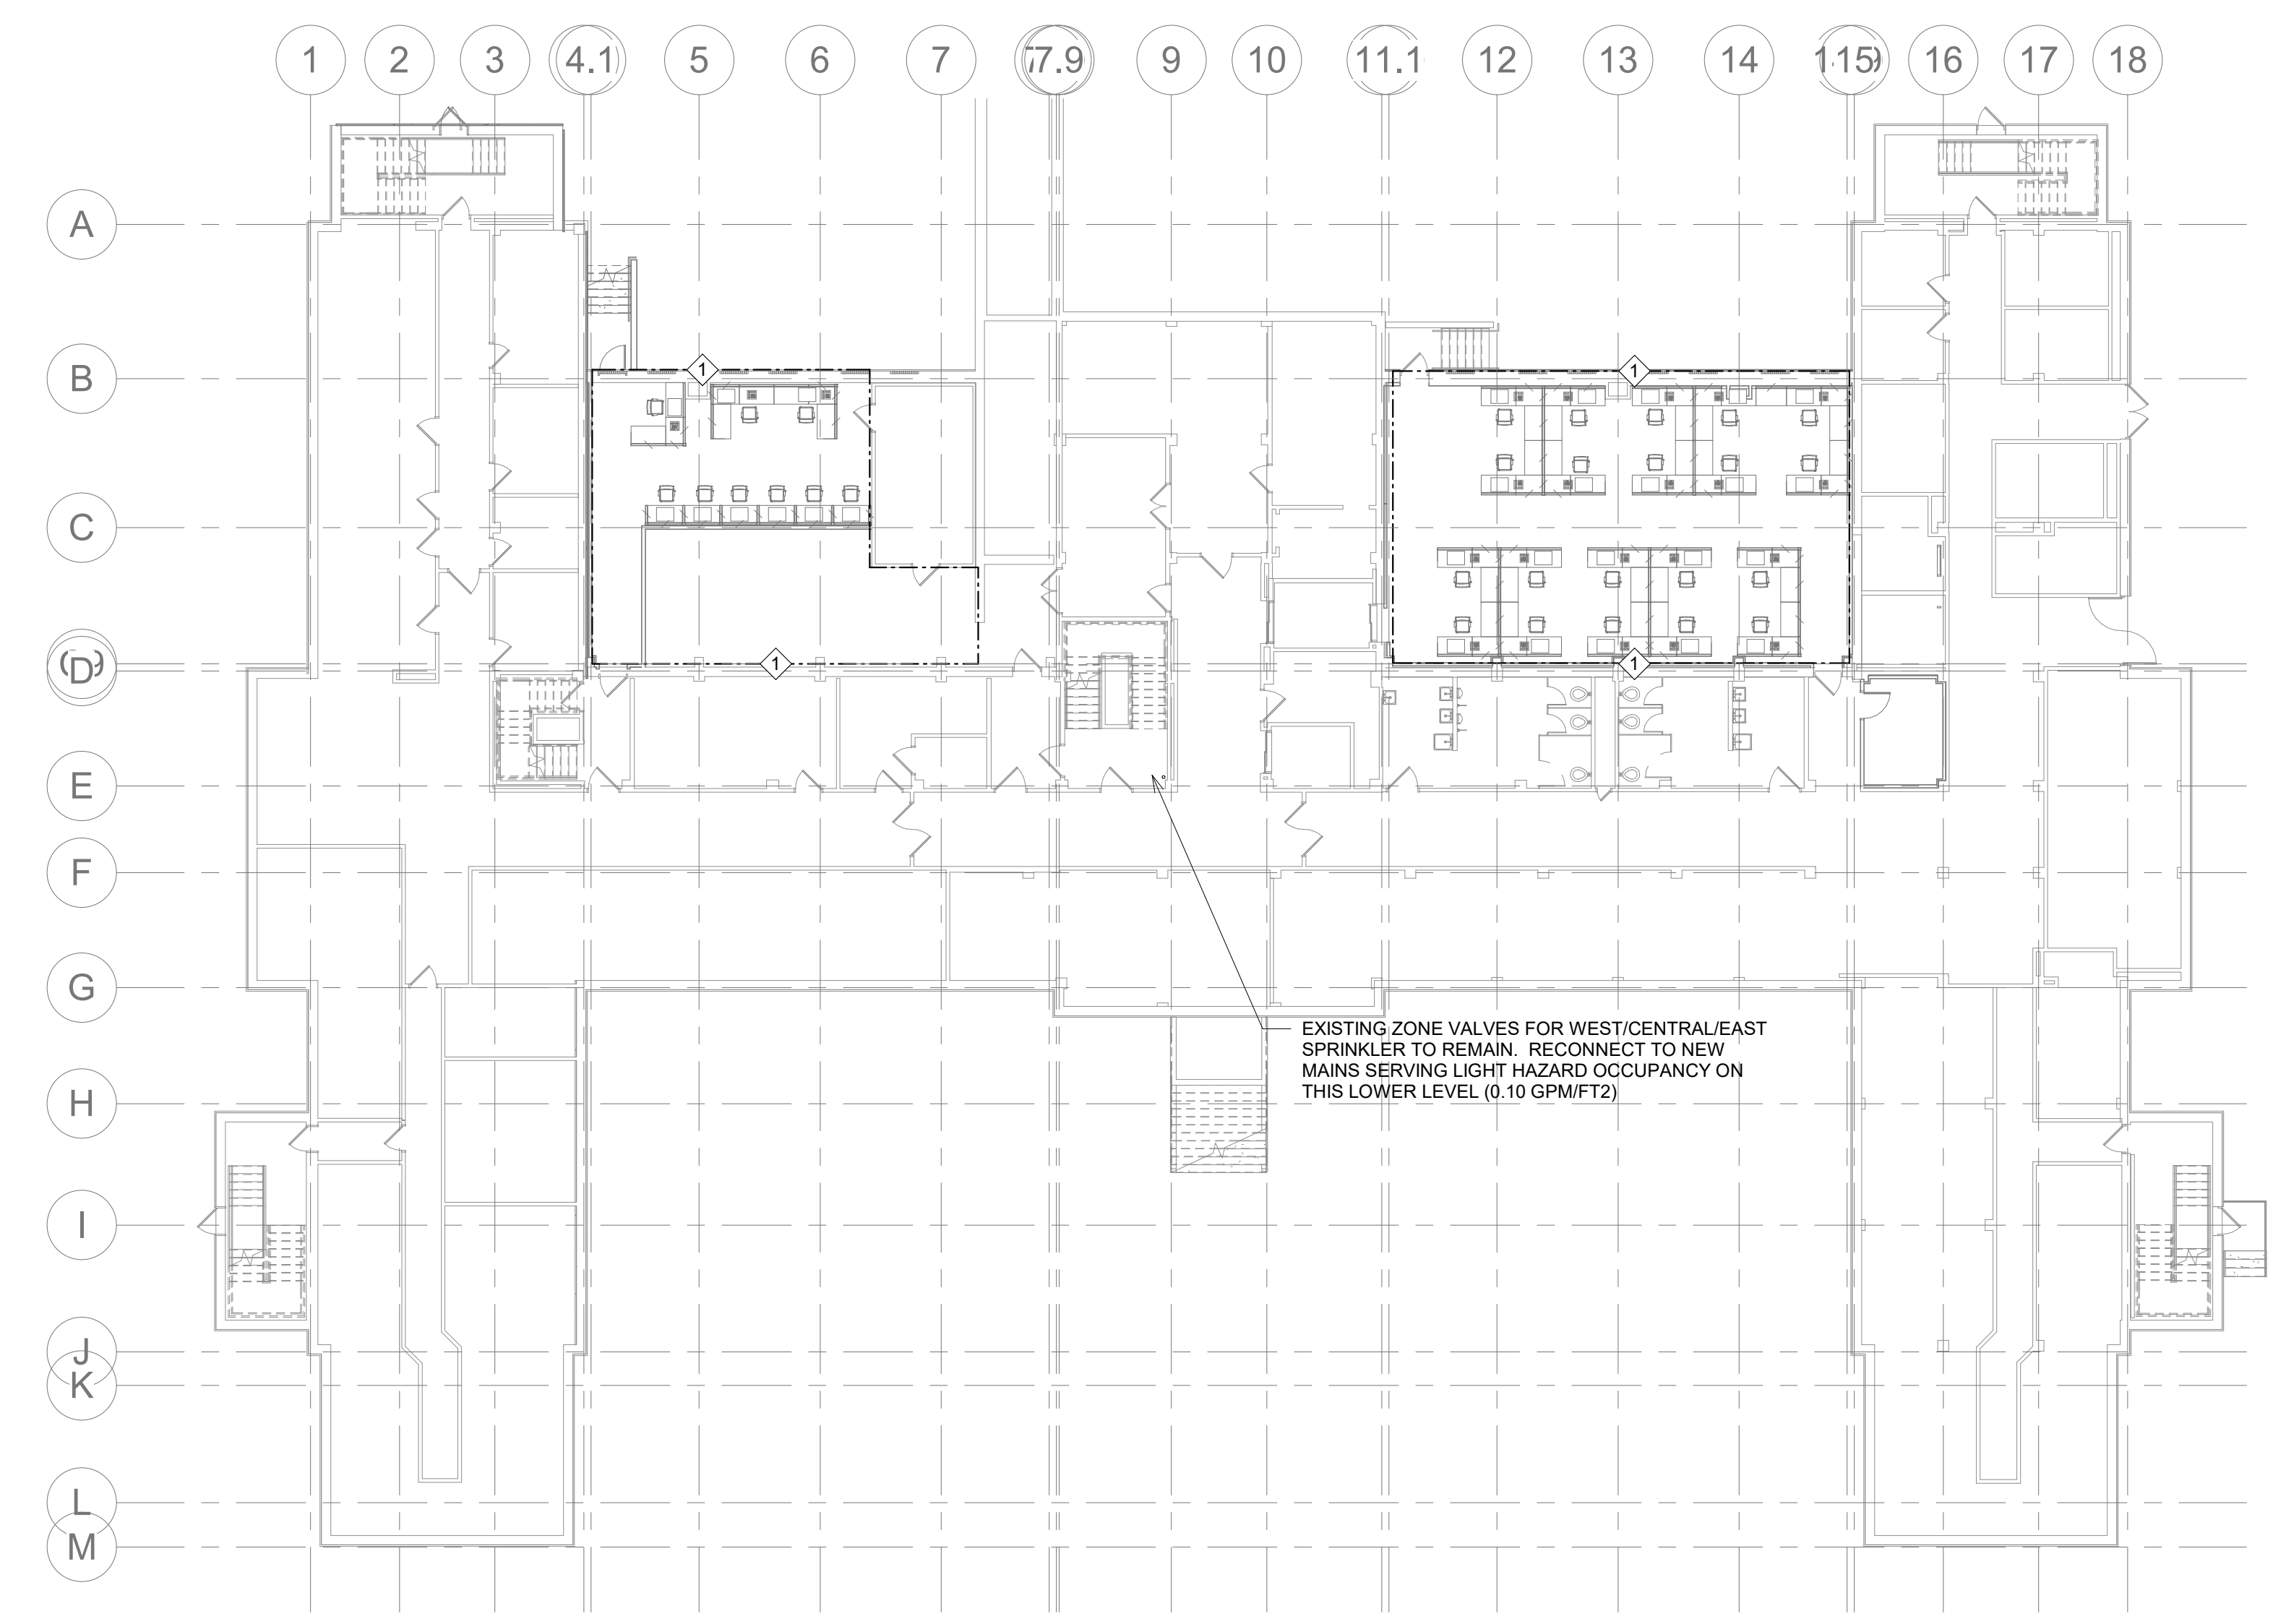 1
2
3
4.1
5
6
7
7.9
9
10
11.1
12
13
14
15
16
17
18
A
B
C
D
E
F
G
H
I
J
K
L
M
1
1
1
1
EXISTING ZONE VALVES FOR WEST/CENTRAL/EAST
SPRINKLER TO REMAIN. RECONNECT TO NEW
MAINS SERVING LIGHT HAZARD OCCUPANCY ON
THIS LOWER LEVEL (0.10 GPM/FT2)